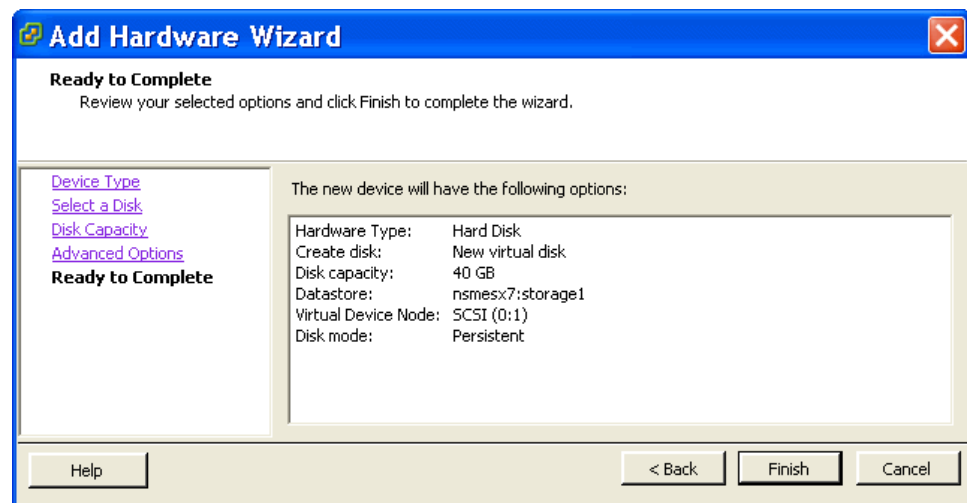 Add Hardware Wizard
Ready to Complete
Review your selected options and click Finish to complete the wizard.
Device Type
Select a Disk
Disk Capacity
Advanced Options
Ready to Complete
The new device will have the following options:
Hardware Type: Hard Disk
Create disk: New virtual disk
Disk capacity: 40 GB
Datastore: nsmesx7:storage1
Virtual Device Node: SCSI (0:1)
Disk mode: Persistent
Help
< Back
Finish
Cancel